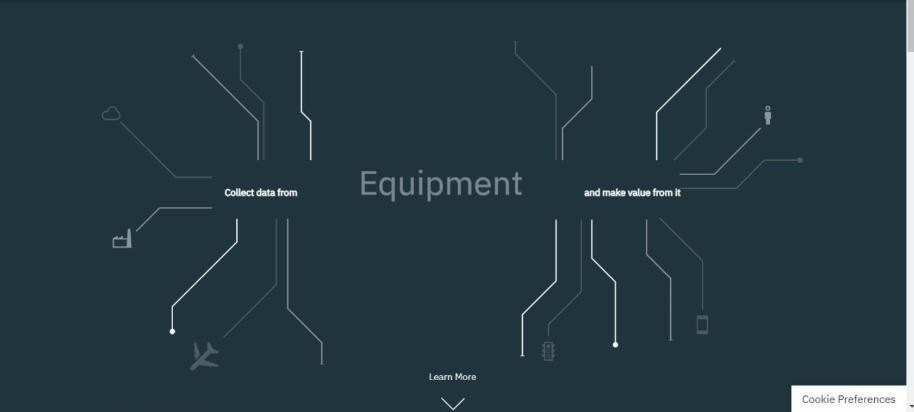 Collect data from
Equipment
and make value from it
Learn More
Cookie Preferences